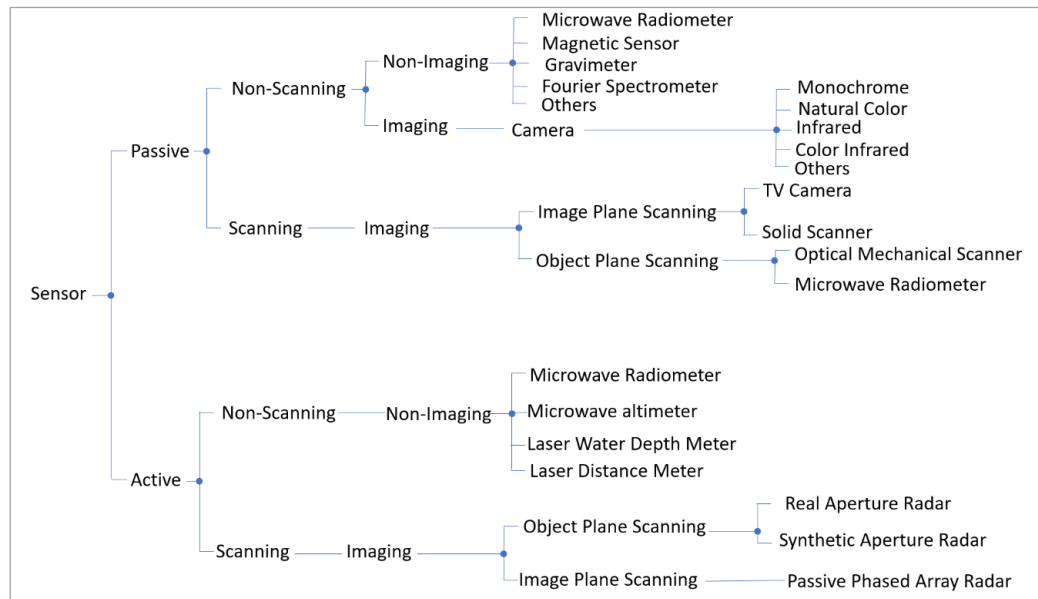 Microwave Radiometer
Magnetic Sensor
Non-Imaging
Gravimeter
Fourier Spectrometer
Others
Non-Scanning
Monochrome
Natural Color
Imaging
Camera
Infrared
Color Infrared
Others
Passive
TV Camera
Image Plane Scanning
Scanning
Imaging
Solid Scanner
Optical Mechanical Scanner
Object Plane Scanning
Microwave Radiometer
Sensor
Microwave Radiometer
Non-Scanning
Non-Imaging
Microwave altimeter
Laser Water Depth Meter
Laser Distance Meter
Active
Real Aperture Radar
Object Plane Scanning
Synthetic Aperture Radar
Scanning
Imaging
Image Plane Scanning
Passive Phased Array Radar